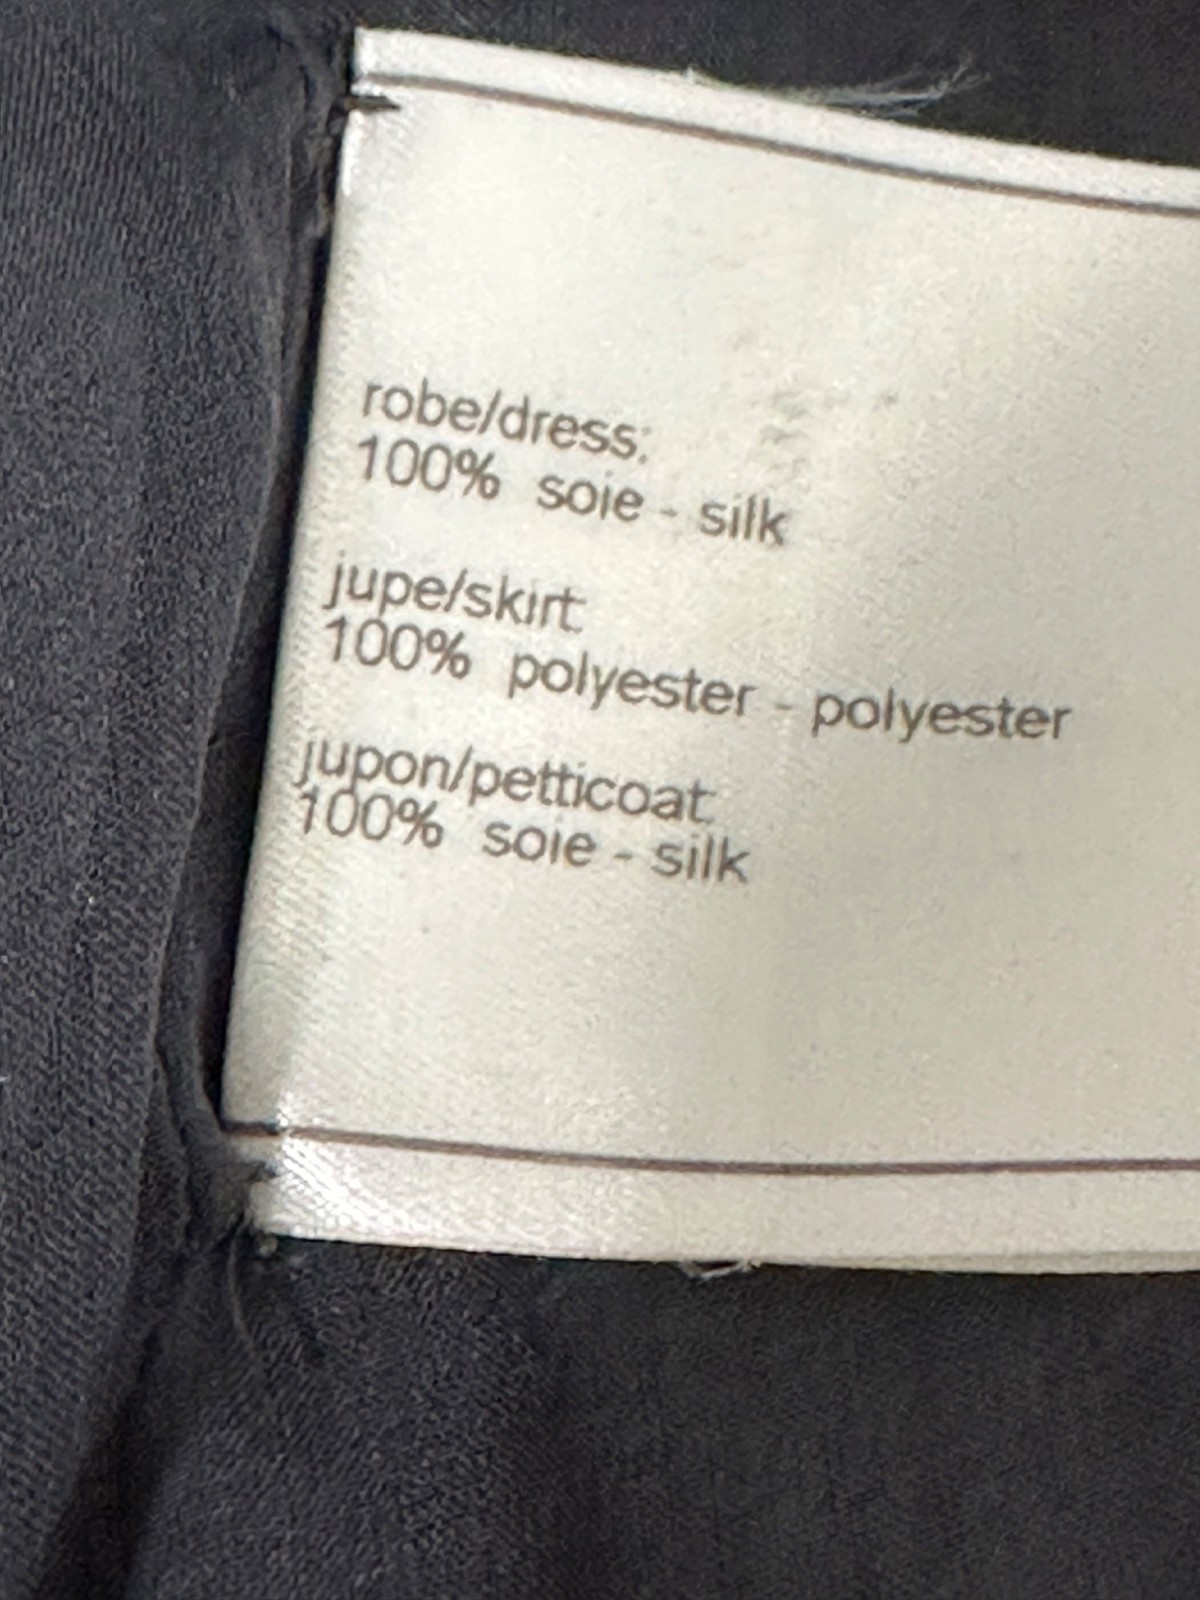 robe/dress:
100% soie - silk
jupe/skirt:
100% polyester - polyester
jupon/petticoat:
100% soie - silk